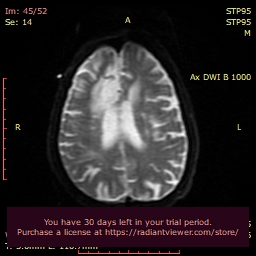 Im: 45/52
Se: 14
A
STP95
STP95
M
Ax DWI B 1000
R
L
You have 30 days left in your trial period.
Purchase a license at https://radiantviewer.com/store/